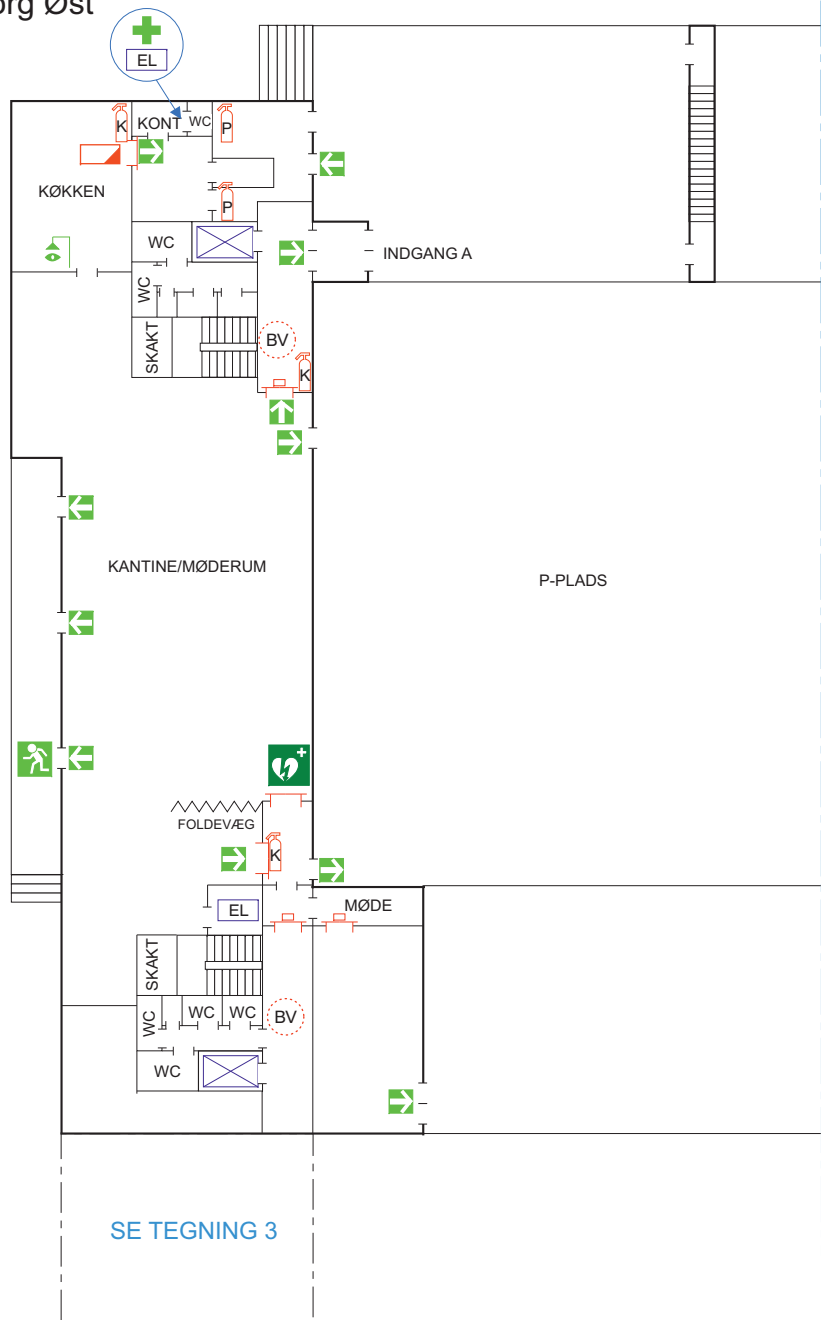 org Øst
EL
K
KONT
WC
P
KØKKEN
P
WC
INDGANG A
WC
SKAKT
BV
K
KANTINE/MØDERUM
P-PLADS
FOLDEVÆG
K
EL
MØDE
SKAKT
WC
WC
WC
BV
WC
SE TEGNING 3